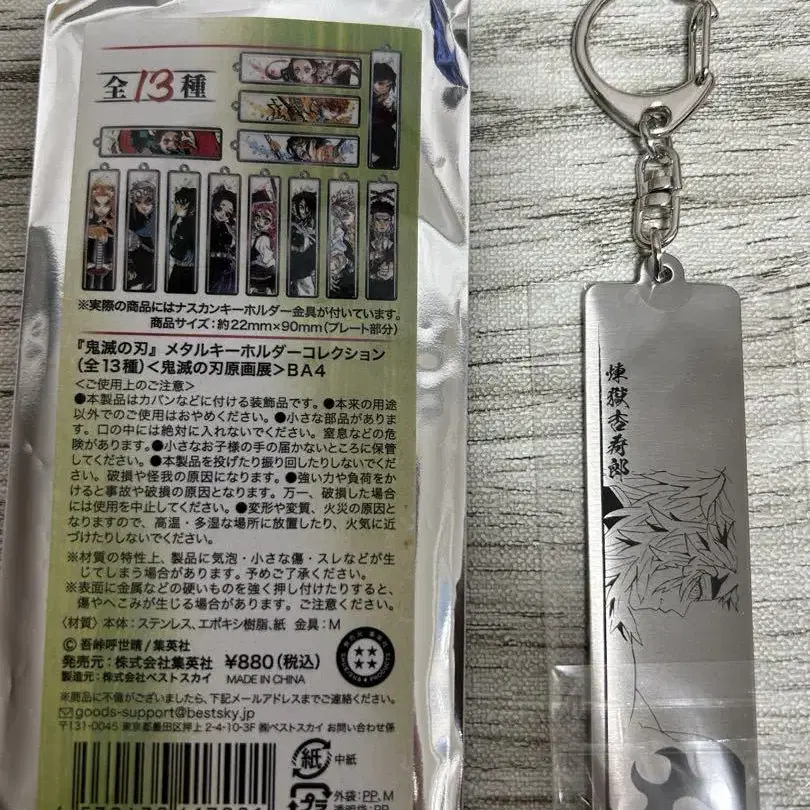 全13種
※実際の商品にはナスカンキーホルダー金具が付いています。
商品サイズ：約22mm×90mm(プレート部分)
『鬼滅の刃』メタルキーホルダーコレクション
(全13種)<鬼滅の刃原画展>BA4
<ご使用上のご注意>
●本製品はカバンなどに付ける装飾品です。●本来の用途
以外でのご使用はおやめください。●小さな部品がありま
す。口の中には絶対に入れないでください。窒息などの危
険があります。●小さなお子様の手の届かないところに保管
してください。●本製品を投げたり振り回したりしないでくだ
さい。破損や怪我の原因になります。●強い力や負荷をか
けると事故や破損の原因となります。万一、破損した場合
には使用を中止してください。●変形や変質、火災の原因と
なりますので、高温・多湿な場所に放置したり、火気に近
づけたりしないでください。
※材質の特性上、製品に気泡・小さな傷・スレなどが生
じてしまう場合があります。予めご了承ください。
※表面に金属などの硬いものを強く押し付けたりすると、
傷やへこみが生じる場合があります。ご注意ください。
〈材質〉本体：ステンレス、エポキシ樹脂、紙 金具：M
©吾峠呼世晴/集英社
発売元：株式会社集英社 ¥880(税込)
製造元：株式会社ベストスカイ MADE IN CHINA
※商品に不備がございましたら、下記メールアドレスまでご連絡ください。
goods-support@bestsky.jp
〒131-0045 東京都墨田区押上2-4-10-3F ㈱ベストスカイ お問い合わせ係
紙 中紙
プラ 外袋：PP、M
煉獄杏寿郎